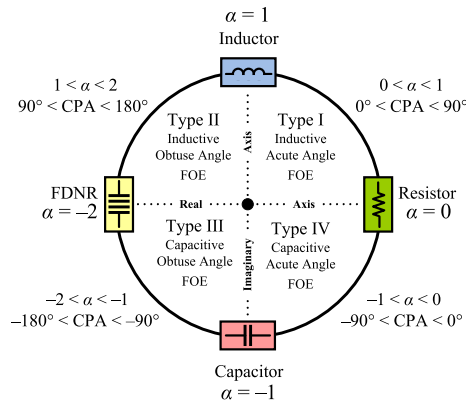 α = 1
Inductor
1 < α < 2
90° < CPA < 180°
0 < α < 1
0° < CPA < 90°
Type II
Inductive
Obtuse Angle
FOE
Axis
Type I
Inductive
Acute Angle
FOE
FDNR
α = –2
Real
Axis
Resistor
α = 0
Type III
Capacitive
Obtuse Angle
FOE
Imaginary
Type IV
Capacitive
Acute Angle
FOE
–2 < α < –1
–180° < CPA < –90°
–1 < α < 0
–90° < CPA < 0°
Capacitor
α = –1